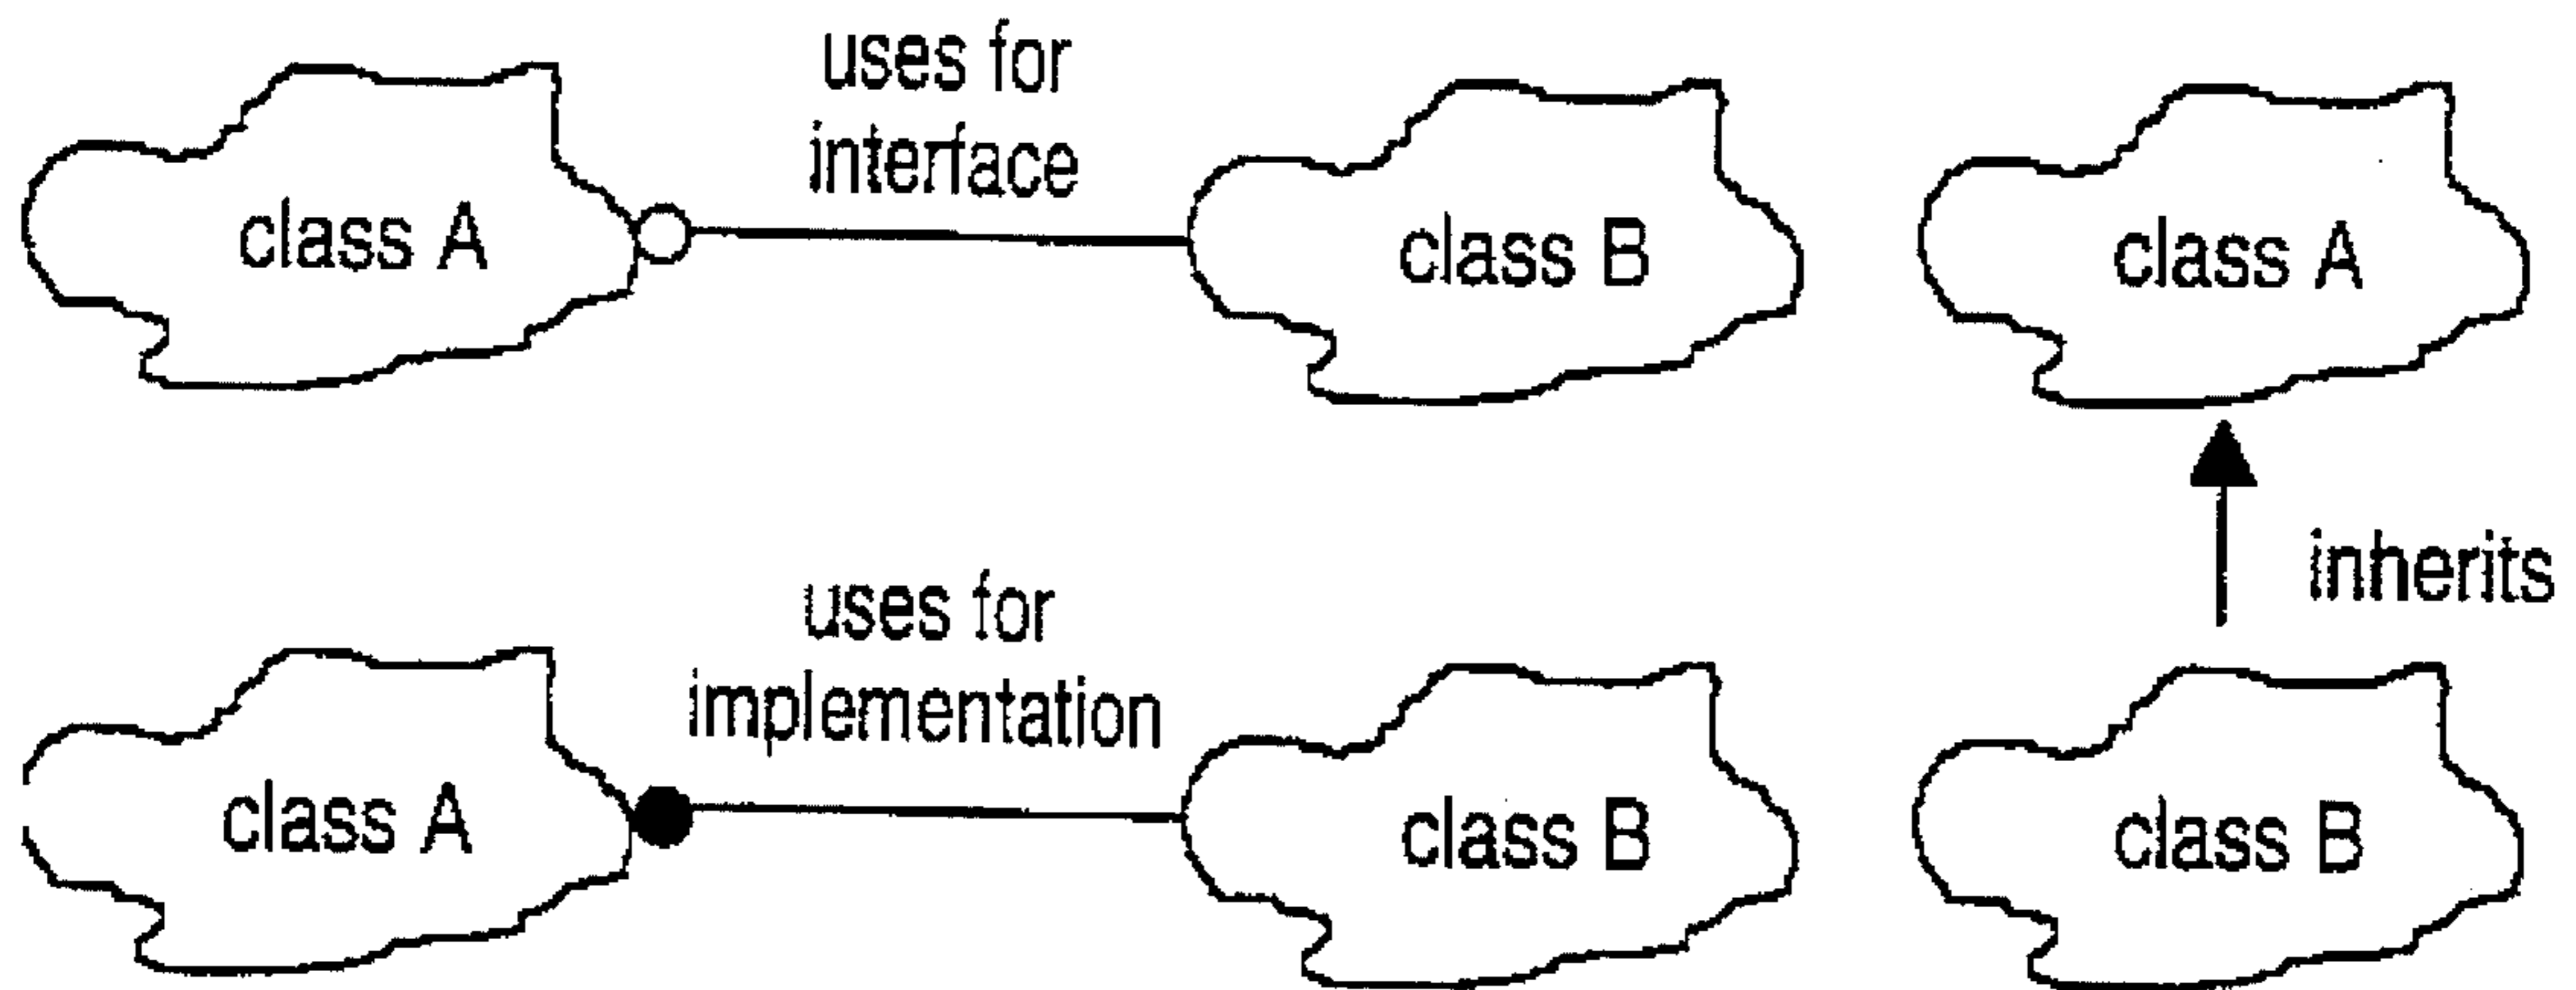 uses for
interface
class A
class B
class A
inherits
uses for
implementation
class A
class B
class B